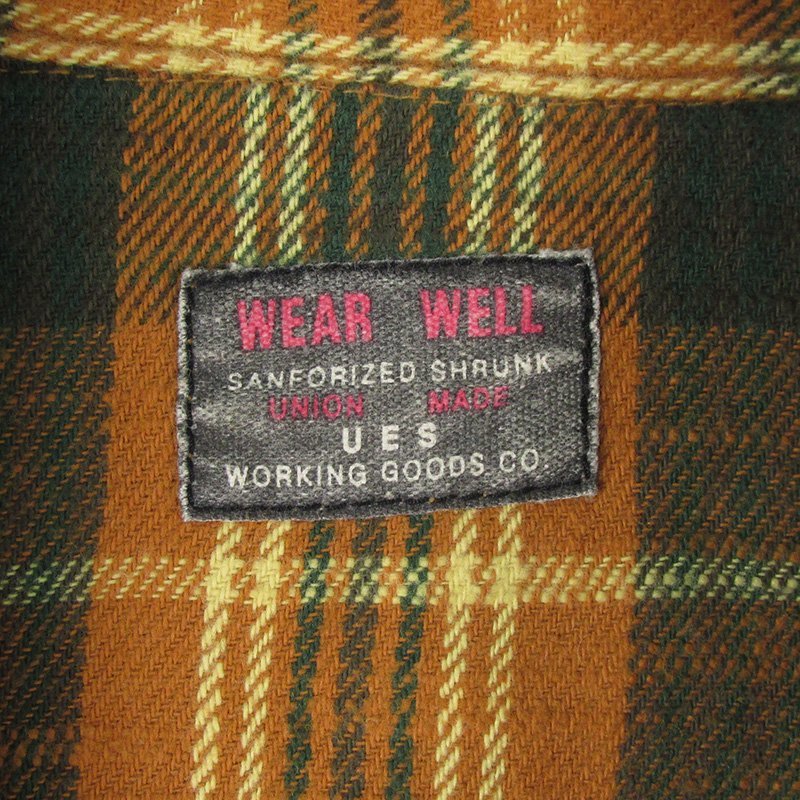 WEAR WELL
SANFORIZED SHRUNK
UNION MADE
UES
WORKING GOODS CO.